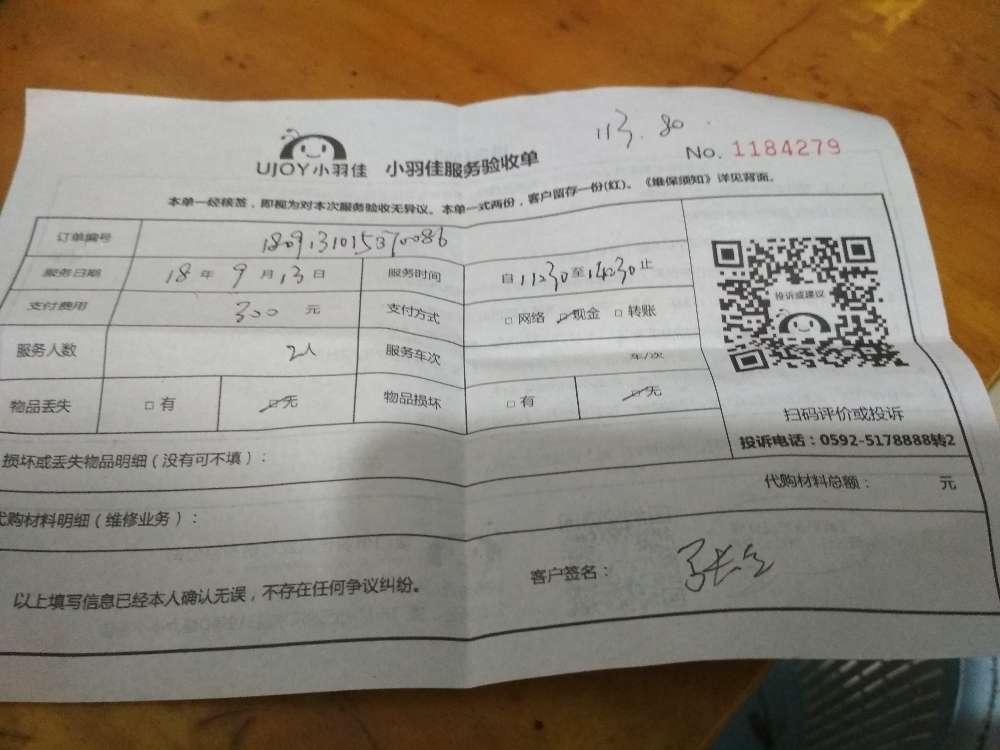 113.80
UJOY小羽佳 小羽佳服务验收单 No. 1184279
本单一经核签，即视为对本次服务验收无异议。本单一式两份，客户留存一份(红)。《维保须知》详见背面。
订单编号 1809131015370086
服务日期 18 年 9 月 13 日 服务时间 自 11:30 至 14:30 止
支付费用 300 元 支付方式 □ 网络 ☑ 现金 □ 转账
服务人数 2人 服务车次 车/次
物品丢失 □ 有 ☑ 无 物品损坏 □ 有 ☑ 无
投诉或建议
扫码评价或投诉
投诉电话：0592-5178888转2
损坏或丢失物品明细（没有可不填）：
代购材料总额： 元
代购材料明细（维修业务）：
以上填写信息已经本人确认无误，不存在任何争议纠纷。
客户签名： 张